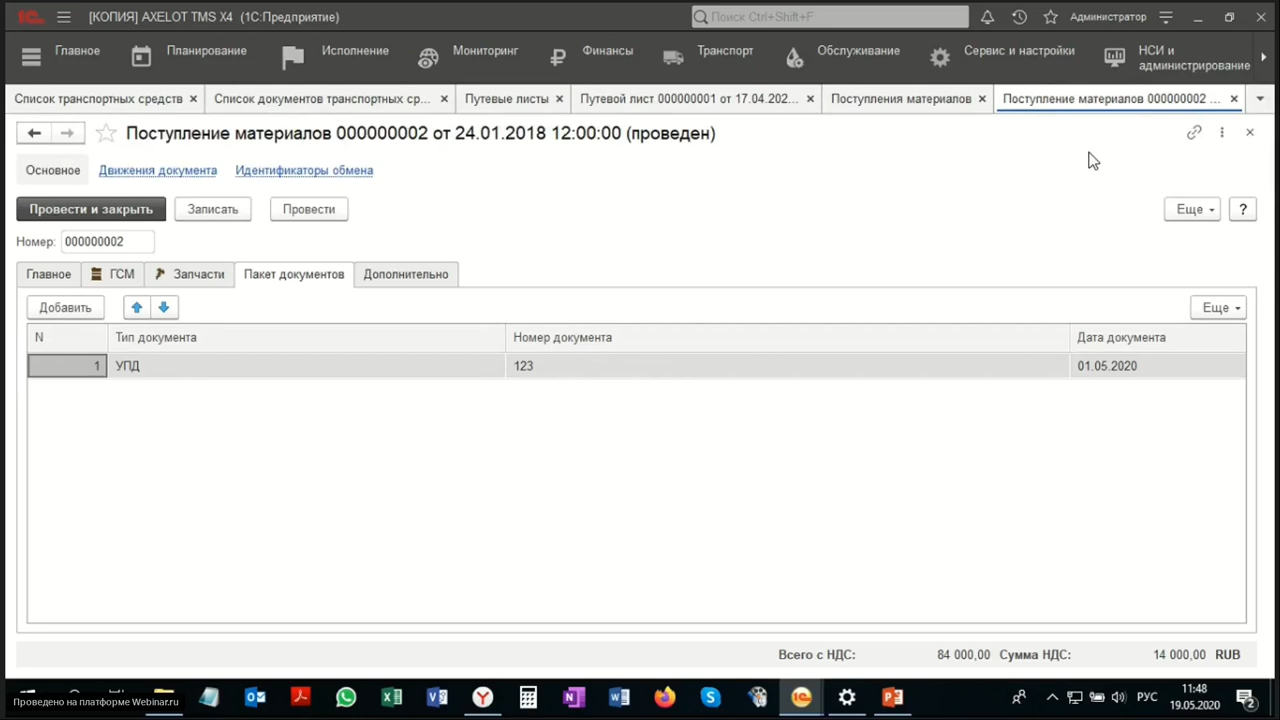 [КОПИЯ] AXELOT TMS X4 (1С:Предприятие)
Поиск Ctrl+Shift+F
Администратор
Главное
Планирование
Исполнение
Мониторинг
Финансы
Транспорт
Обслуживание
Сервис и настройки
НСИ и администрирование
Список транспортных средств
Список документов транспортных ср...
Путевые листы
Путевой лист 000000001 от 17.04.202...
Поступления материалов
Поступление материалов 000000002 ...
Поступление материалов 000000002 от 24.01.2018 12:00:00 (проведен)
Основное
Движения документа
Идентификаторы обмена
Провести и закрыть
Записать
Провести
Еще
?
Номер: 000000002
Главное
ГСМ
Запчасти
Пакет документов
Дополнительно
Добавить
Еще
N Тип документа Номер документа Дата документа
1 УПД 123 01.05.2020
Всего с НДС: 84 000,00 Сумма НДС: 14 000,00 RUB
Проведено на платформе Webinar.ru
РУС
11:48
19.05.2020
2